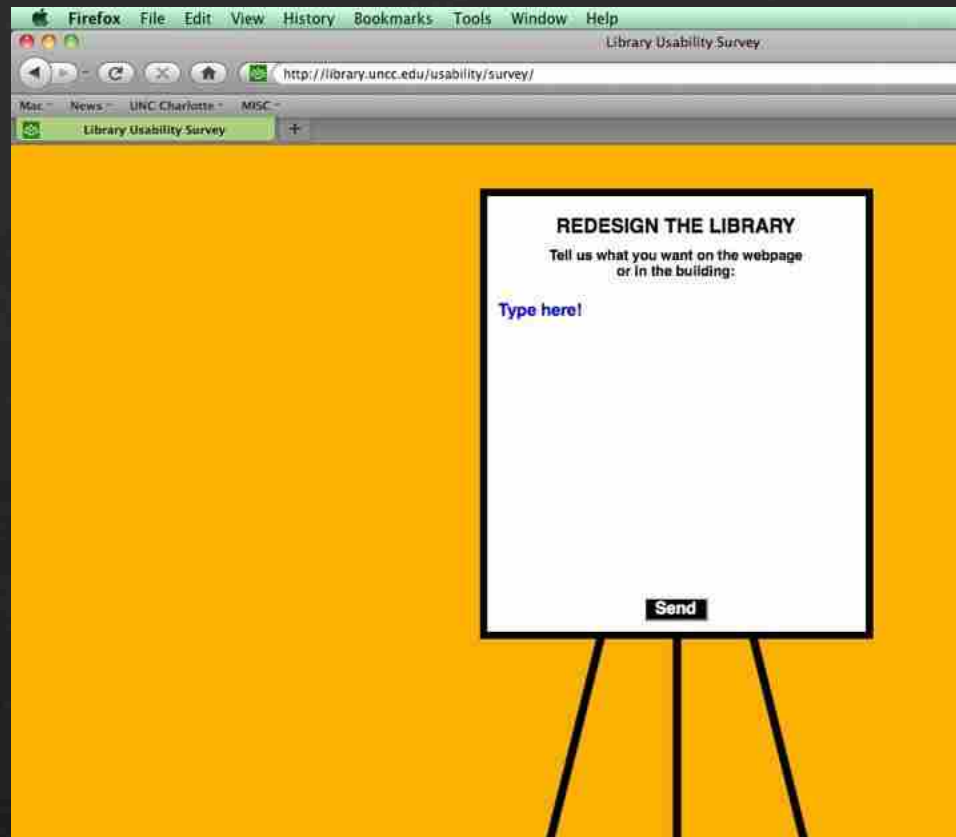 Firefox File Edit View History Bookmarks Tools Window Help
Library Usability Survey
http://library.uncc.edu/usability/survey/
Mac News UNC Charlotte MISC
Library Usability Survey +
REDESIGN THE LIBRARY
Tell us what you want on the webpage
or in the building:
Type here!
Send